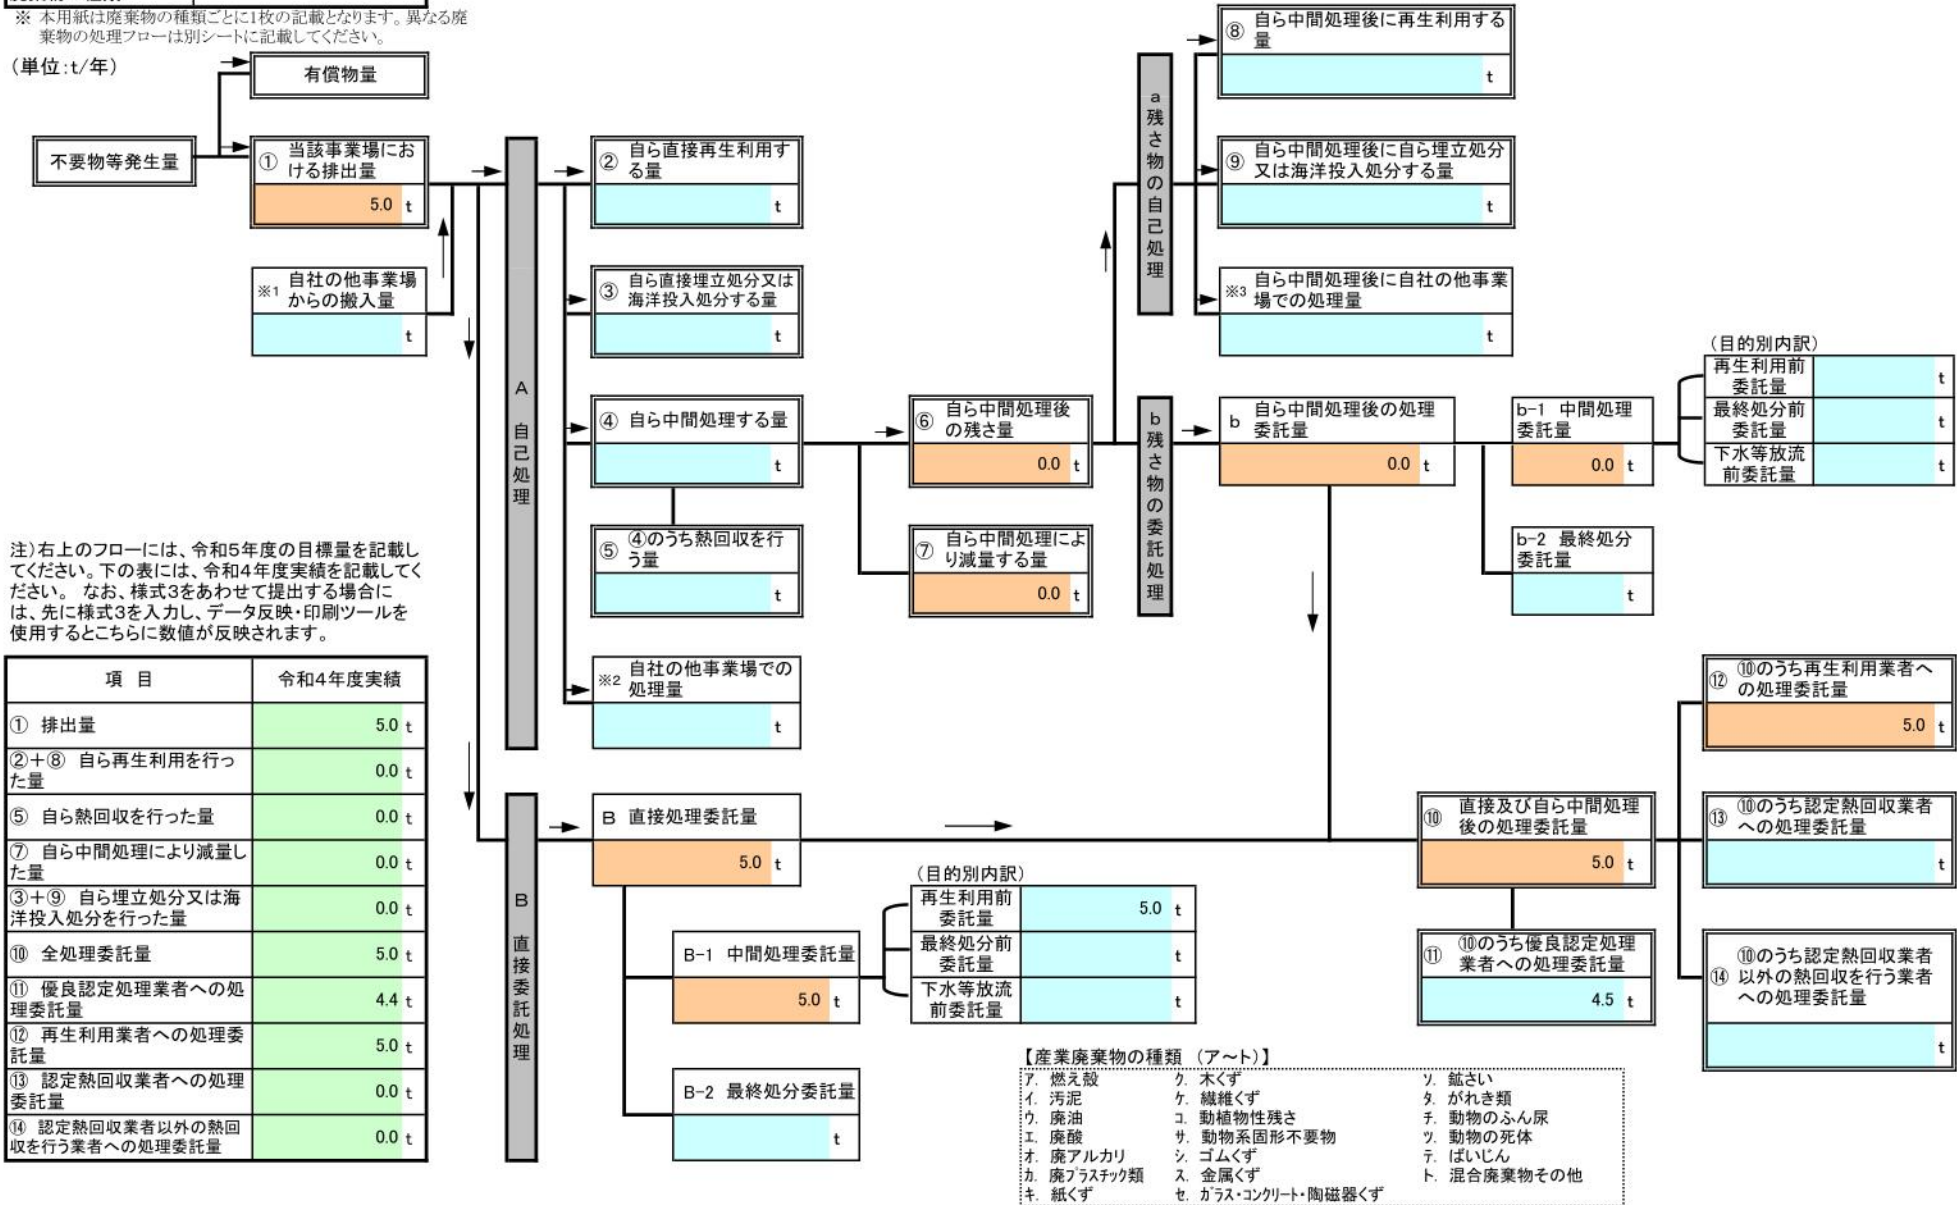 ※ 本用紙は廃棄物の種類ごとに1枚の記載となります。異なる廃
棄物の処理フローは別シートに記載してください。
(単位:t/年)
有償物量
不要物等発生量
① 当該事業場にお
ける排出量
5.0 t
※1 自社の他事業場
からの搬入量
t
A 自己処理
② 自ら直接再生利用す
る量
t
③ 自ら直接埋立処分又は
海洋投入処分する量
t
④ 自ら中間処理する量
t
⑤ ④のうち熱回収を行
う量
t
※2 自社の他事業場での
処理量
t
⑥ 自ら中間処理後
の残さ量
0.0 t
⑦ 自ら中間処理によ
り減量する量
0.0 t
a 残さ物の自己処理
⑧ 自ら中間処理後に再生利用する
量
t
⑨ 自ら中間処理後に自ら埋立処分
又は海洋投入処分する量
t
※3 自ら中間処理後に自社の他事業
場での処理量
t
b 残さ物の委託処理
b 自ら中間処理後の処理
委託量
0.0 t
b-1 中間処理
委託量
0.0 t
b-2 最終処分
委託量
t
(目的別内訳)
再生利用前
委託量
t
最終処分前
委託量
t
下水等放流
前委託量
t
注)右上のフローには、令和5年度の目標量を記載し
てください。下の表には、令和4年度実績を記載してく
ださい。 なお、様式3をあわせて提出する場合に
は、先に様式3を入力し、データ反映・印刷ツールを
使用するとこちらに数値が反映されます。
項 目 令和4年度実績
① 排出量 5.0 t
②+⑧ 自ら再生利用を行っ
た量 0.0 t
⑤ 自ら熱回収を行った量 0.0 t
⑦ 自ら中間処理により減量し
た量 0.0 t
③+⑨ 自ら埋立処分又は海
洋投入処分を行った量 0.0 t
⑩ 全処理委託量 5.0 t
⑪ 優良認定処理業者への処
理委託量 4.4 t
⑫ 再生利用業者への処理委
託量 5.0 t
⑬ 認定熱回収業者への処理
委託量 0.0 t
⑭ 認定熱回収業者以外の熱回
収を行う業者への処理委託量 0.0 t
B 直接委託処理
B 直接処理委託量
5.0 t
B-1 中間処理委託量
5.0 t
B-2 最終処分委託量
t
(目的別内訳)
再生利用前
委託量
5.0 t
最終処分前
委託量
t
下水等放流
前委託量
t
⑩ 直接及び自ら中間処理
後の処理委託量
5.0 t
⑪ ⑩のうち優良認定処理
業者への処理委託量
4.5 t
⑫ ⑩のうち再生利用業者へ
の処理委託量
5.0 t
⑬ ⑩のうち認定熱回収業者
への処理委託量
t
⑭ ⑩のうち認定熱回収業者
以外の熱回収を行う業者
への処理委託量
t
【産業廃棄物の種類 (ア~ト)】
ア. 燃え殻 ク. 木くず ソ. 鉱さい
イ. 汚泥 ケ. 繊維くず タ. がれき類
ウ. 廃油 コ. 動植物性残さ チ. 動物のふん尿
エ. 廃酸 サ. 動物系固形不要物 ツ. 動物の死体
オ. 廃アルカリ シ. ゴムくず テ. ばいじん
カ. 廃プラスチック類 ス. 金属くず ト. 混合廃棄物その他
キ. 紙くず セ. ガラス・コンクリート・陶磁器くず